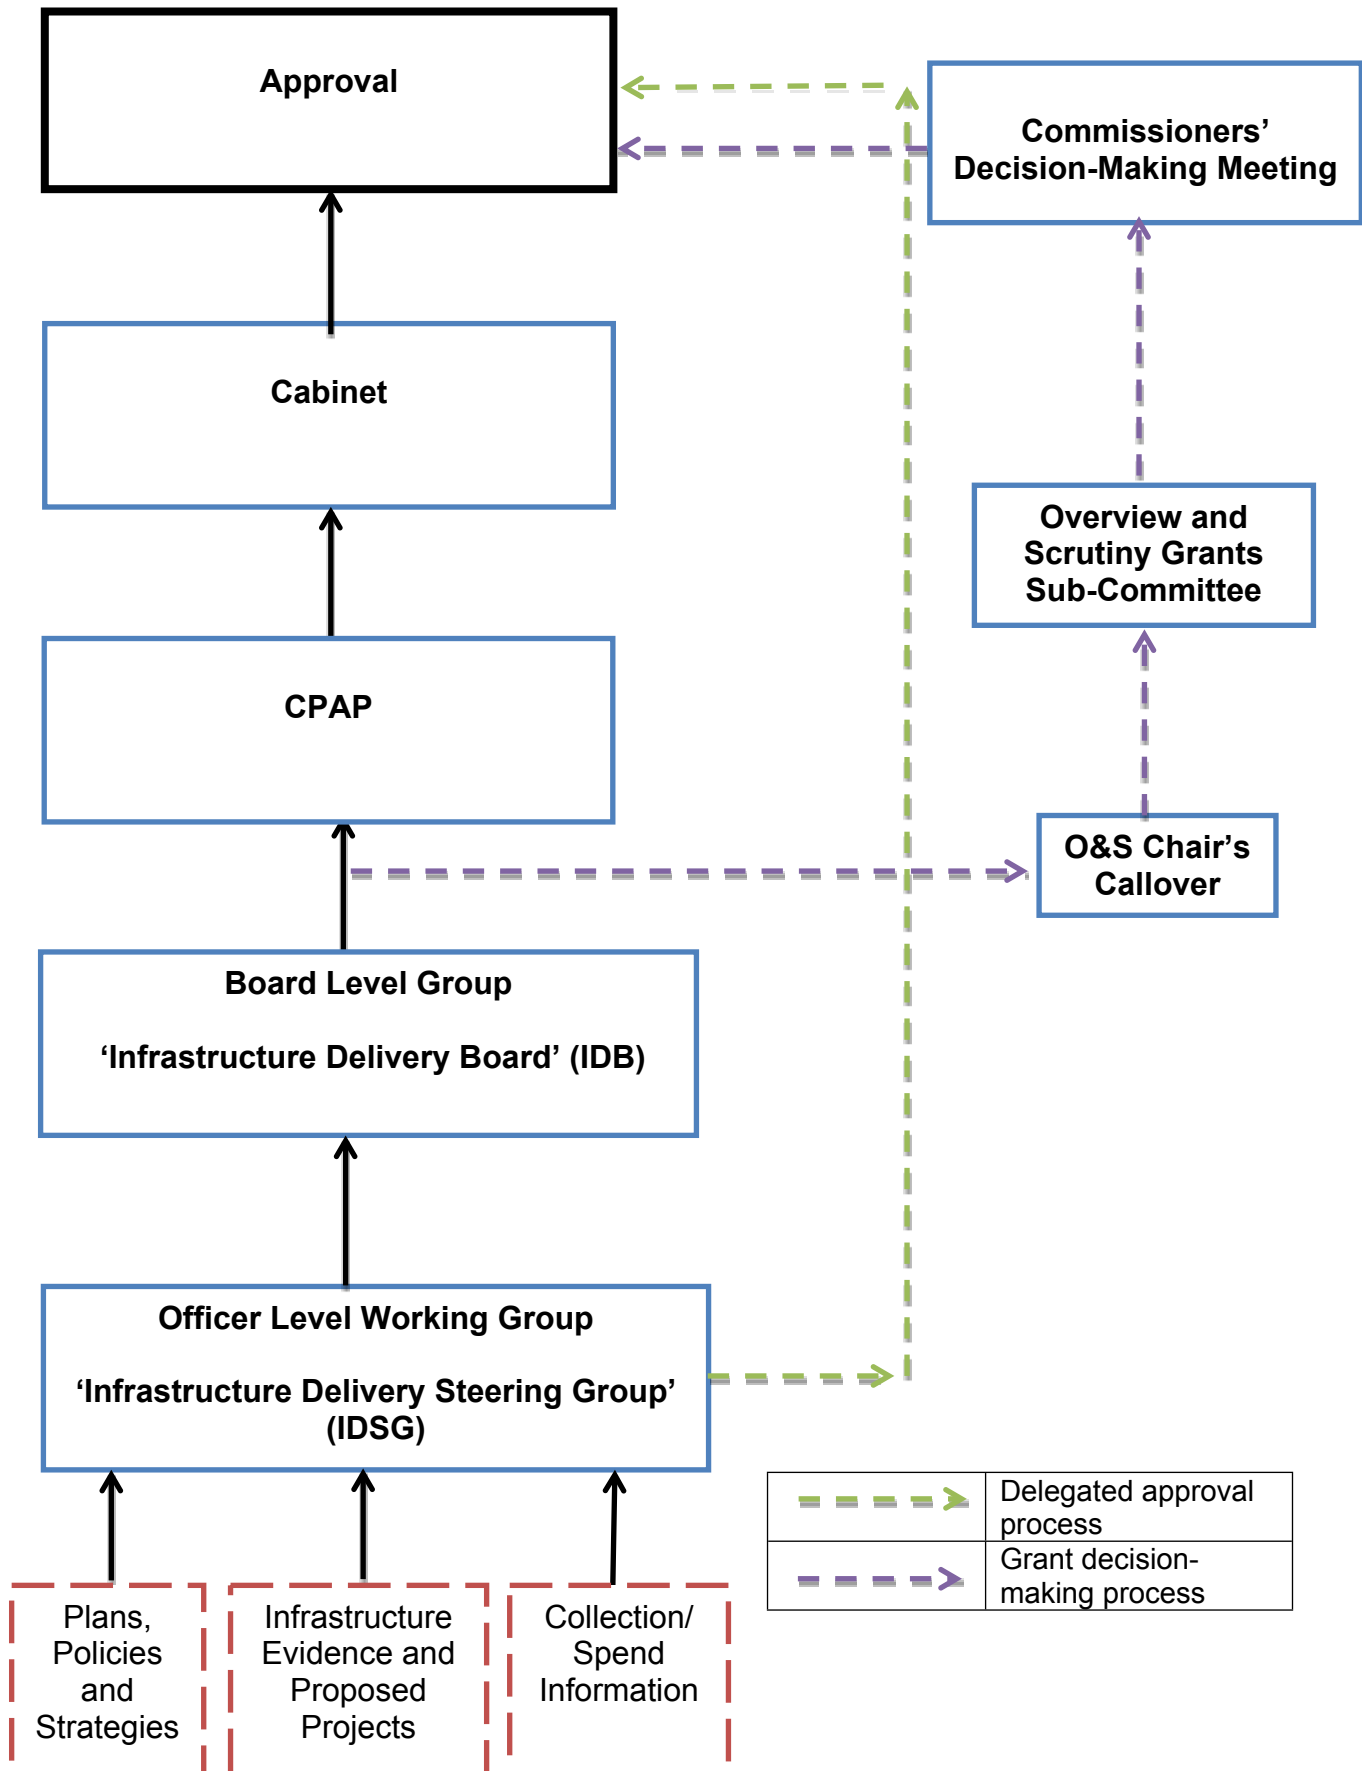 Approval
Commissioners’
Decision-Making Meeting
Cabinet
Overview and
Scrutiny Grants
Sub-Committee
CPAP
O&S Chair’s
Callover
Board Level Group
‘Infrastructure Delivery Board’ (IDB)
Officer Level Working Group
‘Infrastructure Delivery Steering Group’
(IDSG)
Delegated approval
process
Grant decision-
making process
Plans,
Policies
and
Strategies
Infrastructure
Evidence and
Proposed
Projects
Collection/
Spend
Information